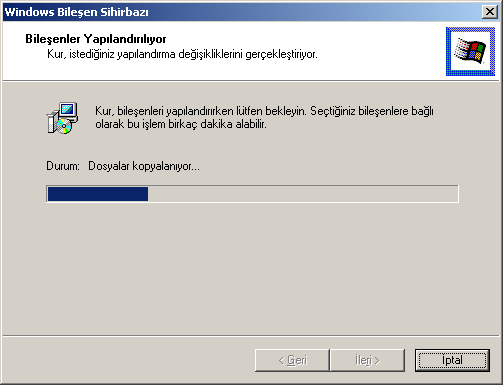 Windows Bileşen Sihirbazı
Bileşenler Yapılandırılıyor
Kur, istediğiniz yapılandırma değişikliklerini gerçekleştiriyor.
Kur, bileşenleri yapılandırırken lütfen bekleyin. Seçtiğiniz bileşenlere bağlı
olarak bu işlem birkaç dakika alabilir.
Durum: Dosyalar kopyalanıyor...
< Geri İleri > İptal